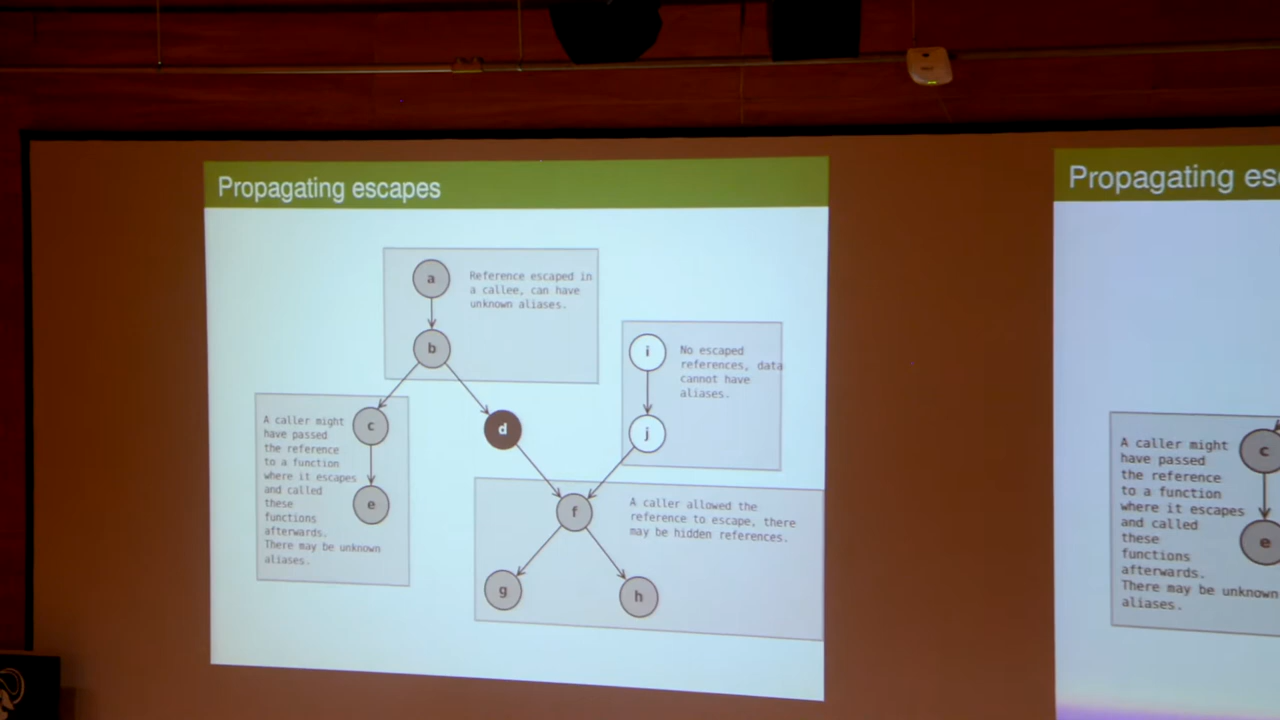 Propagating escapes
a
Reference escaped in
a callee, can have
unknown aliases.
b
i
No escaped
references, data
cannot have
aliases.
j
A caller might
have passed
the reference
to a function
where it escapes
and called
these
functions
afterwards.
There may be unknown
aliases.
c
e
d
f
A caller allowed the
reference to escape, there
may be hidden references.
g
h
Propagating es
A caller might
have passed
the reference
to a function
where it escapes
and called
these
functions
afterwards.
There may be unknown
aliases.
c
e